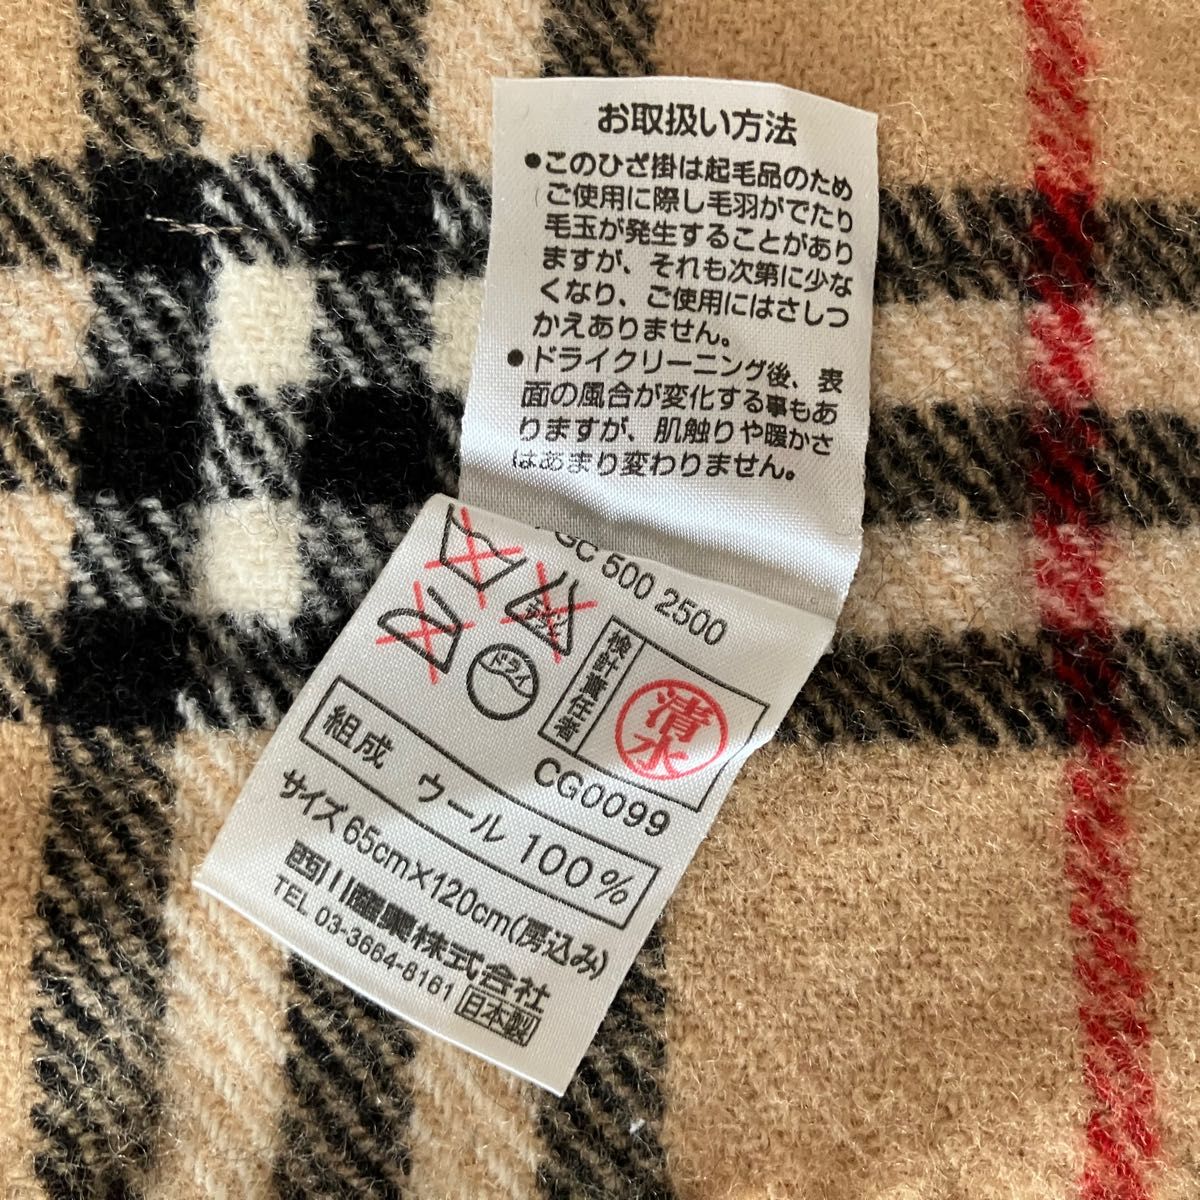 お取扱い方法
●このひざ掛は起毛品のため
ご使用に際し毛羽がでたり
毛玉が発生することがあり
ますが、それも次第に少な
くなり、ご使用にはさしつ
かえありません。
●ドライクリーニング後、表
面の風合が変化する事もあ
りますが、肌触りや暖かさ
はあまり変わりません。
GC 500 2500
ドライ
検針責任者
清水
CG0099
組成 ウール 100%
サイズ 65cm×120cm(房込み)
西川産業株式会社
TEL 03-3664-8161 日本製